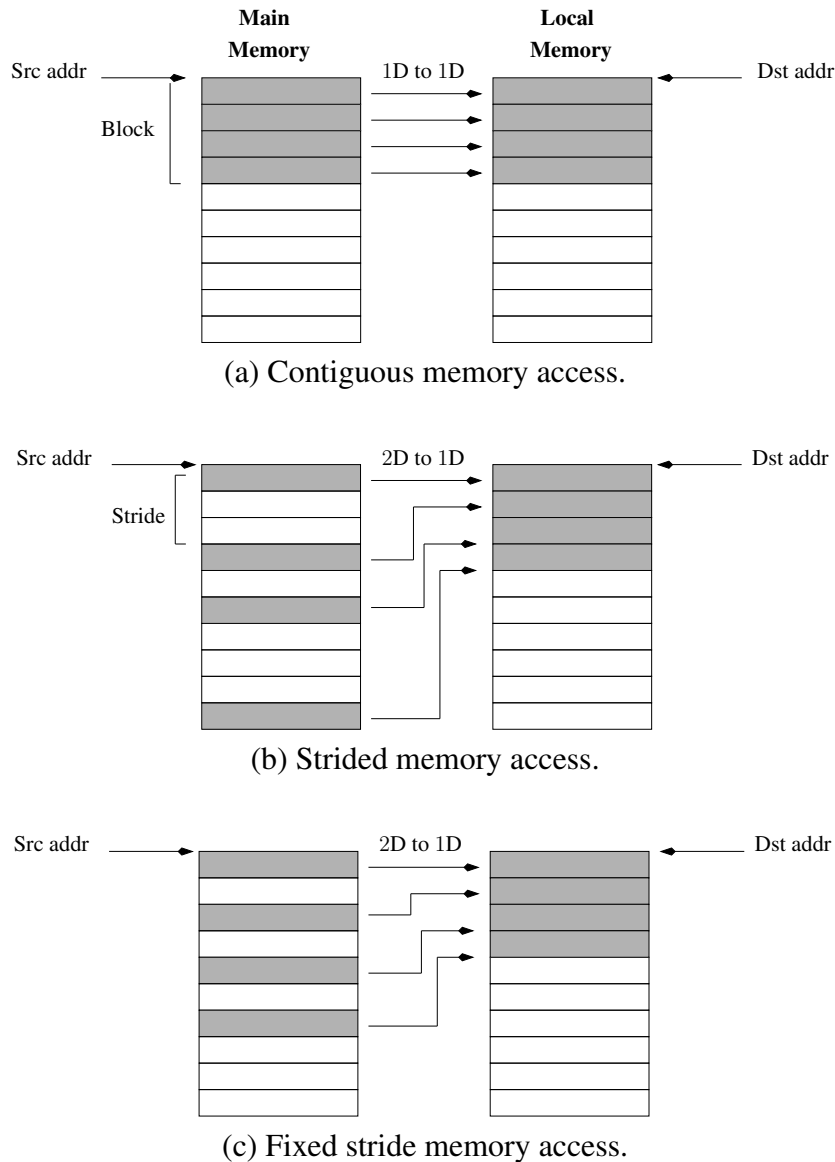 Main
Memory
Local
Memory
Src addr
1D to 1D
Dst addr
Block
(a) Contiguous memory access.
Src addr
2D to 1D
Dst addr
Stride
(b) Strided memory access.
Src addr
2D to 1D
Dst addr
(c) Fixed stride memory access.